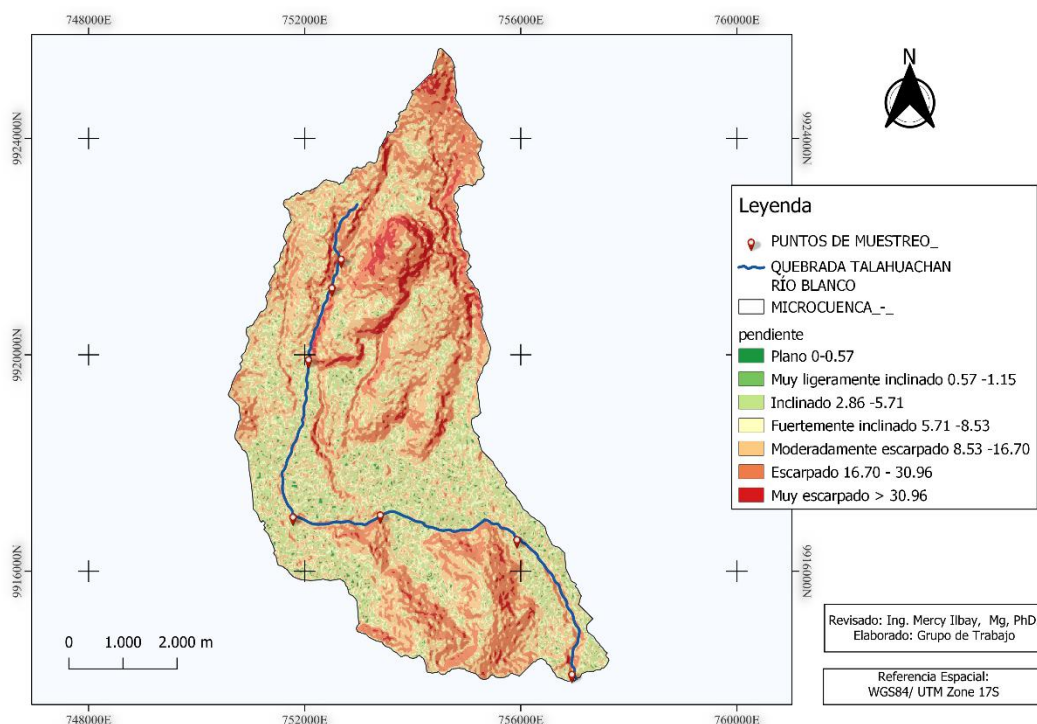 748000E 752000E 756000E 760000E
N
9924000N 9924000N
Leyenda
PUNTOS DE MUESTREO_
QUEBRADA TALAHUACHAN
RÍO BLANCO
MICROCUENCA_-_
pendiente
Plano 0-0.57
Muy ligeramente inclinado 0.57 -1.15
Inclinado 2.86 -5.71
Fuertemente inclinado 5.71 -8.53
Moderadamente escarpado 8.53 -16.70
Escarpado 16.70 - 30.96
Muy escarpado > 30.96
9920000N
9916000N 9916000N
0 1.000 2.000 m
Revisado: Ing. Mercy Ilbay, Mg, PhD
Elaborado: Grupo de Trabajo
Referencia Espacial:
WGS84/ UTM Zone 17S
748000E 752000E 756000E 760000E